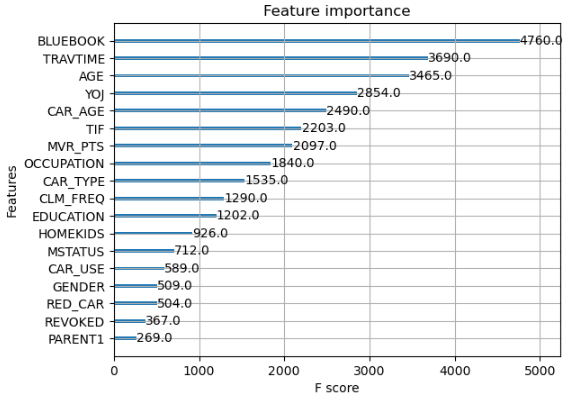 Feature importance
BLUEBOOK 4760.0
TRAVTIME 3690.0
AGE 3465.0
YOJ 2854.0
CAR_AGE 2490.0
TIF 2203.0
MVR_PTS 2097.0
OCCUPATION 1840.0
CAR_TYPE 1535.0
CLM_FREQ 1290.0
EDUCATION 1202.0
HOMEKIDS 926.0
MSTATUS 712.0
CAR_USE 589.0
GENDER 509.0
RED_CAR 504.0
REVOKED 367.0
PARENT1 269.0
Features
0 1000 2000 3000 4000 5000
F score